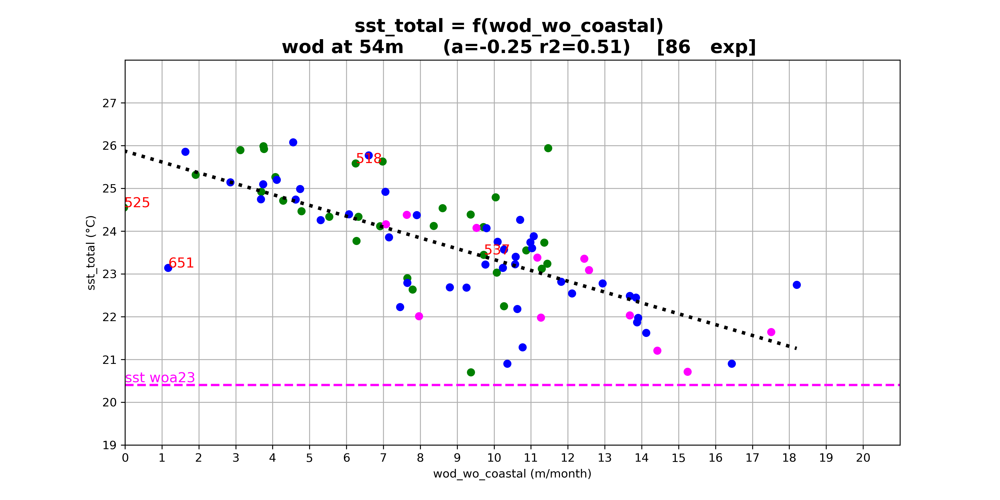 sst_total = f(wod_wo_coastal)
wod at 54m (a=-0.25 r2=0.51) [86 exp]
sst_total (°C)
27
26
25
24
23
22
21
20
19
518
525
537
651
sst woa23
0 1 2 3 4 5 6 7 8 9 10 11 12 13 14 15 16 17 18 19 20
wod_wo_coastal (m/month)